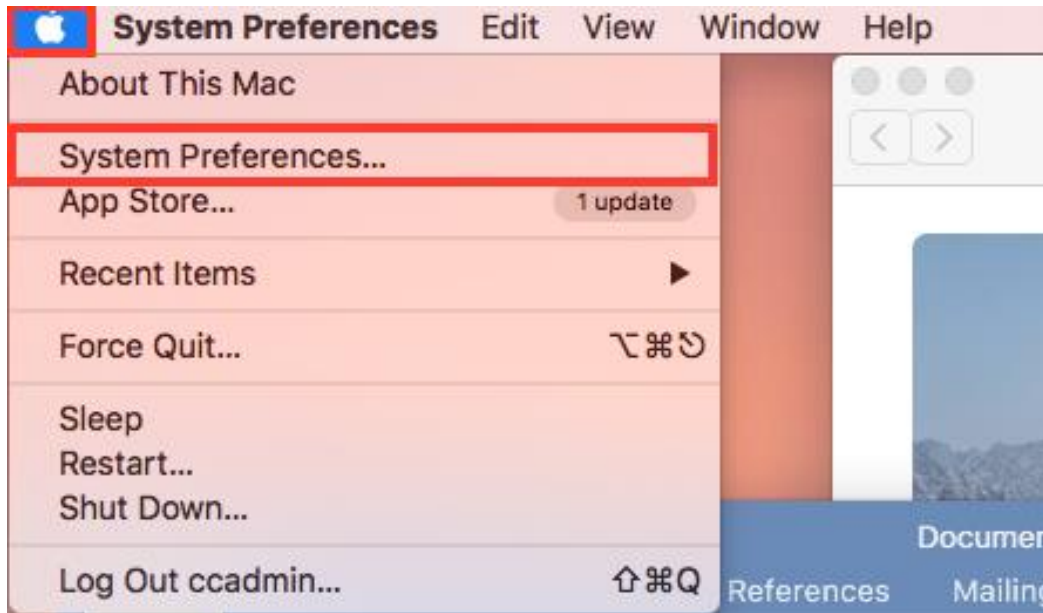 System Preferences Edit View Window Help
About This Mac
System Preferences...
App Store... 1 update
Recent Items
Force Quit... ⌥⌘⎋
Sleep
Restart...
Shut Down...
Documen
Log Out ccadmin... ⇧⌘Q
References Mailing